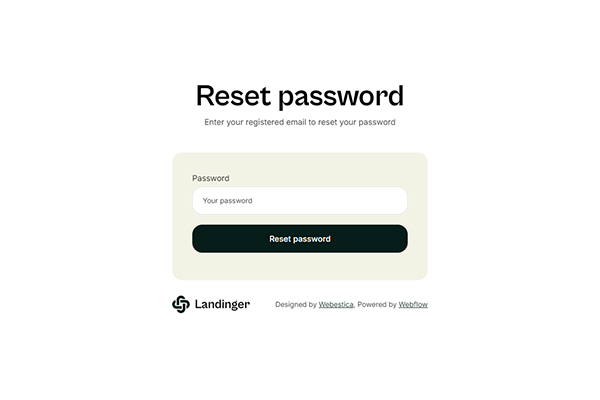 Reset password
Enter your registered email to reset your password
Password
Your password
Reset password
Landinger
Designed by Webestica, Powered by Webflow